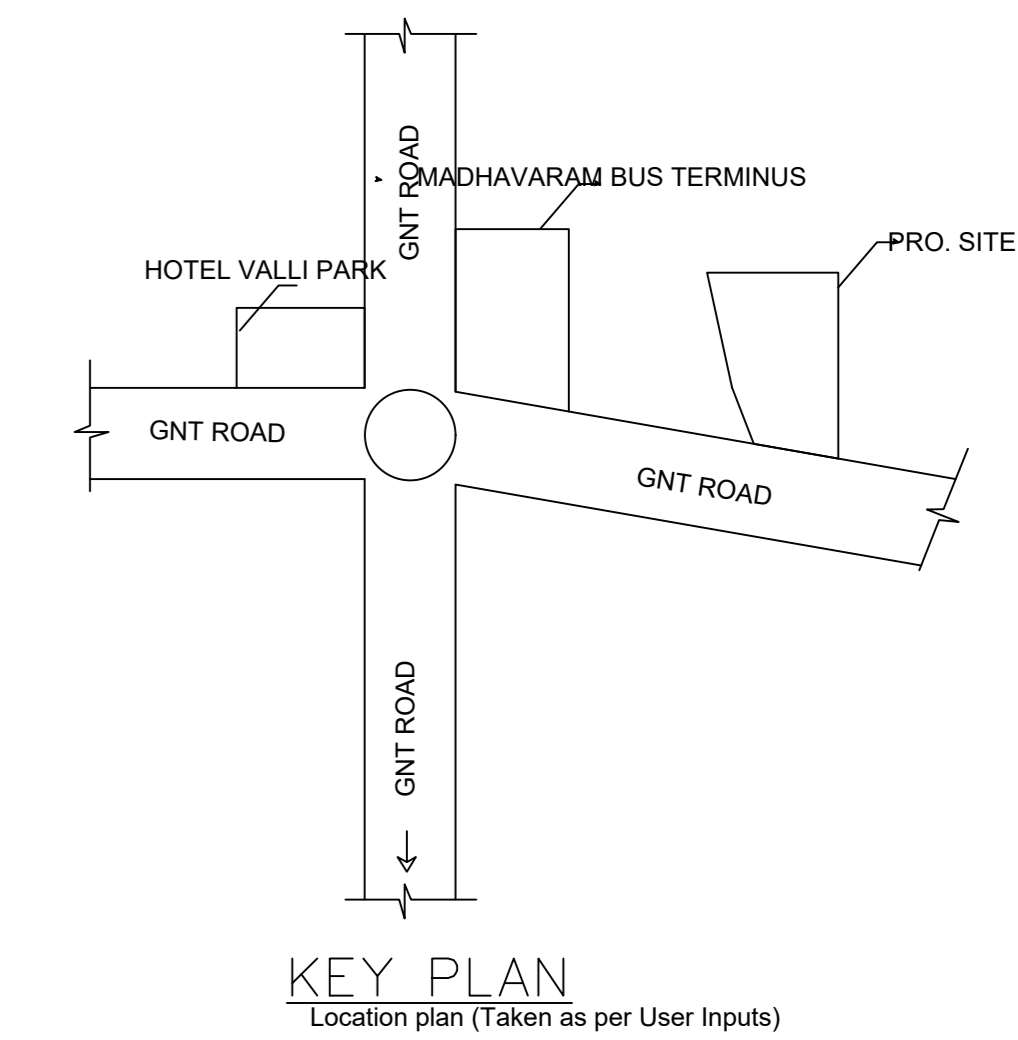 GNT ROAD
MADHAVARAM BUS TERMINUS
PRO. SITE
HOTEL VALLI PARK
GNT ROAD
GNT ROAD
GNT ROAD
KEY PLAN
Location plan (Taken as per User Inputs)